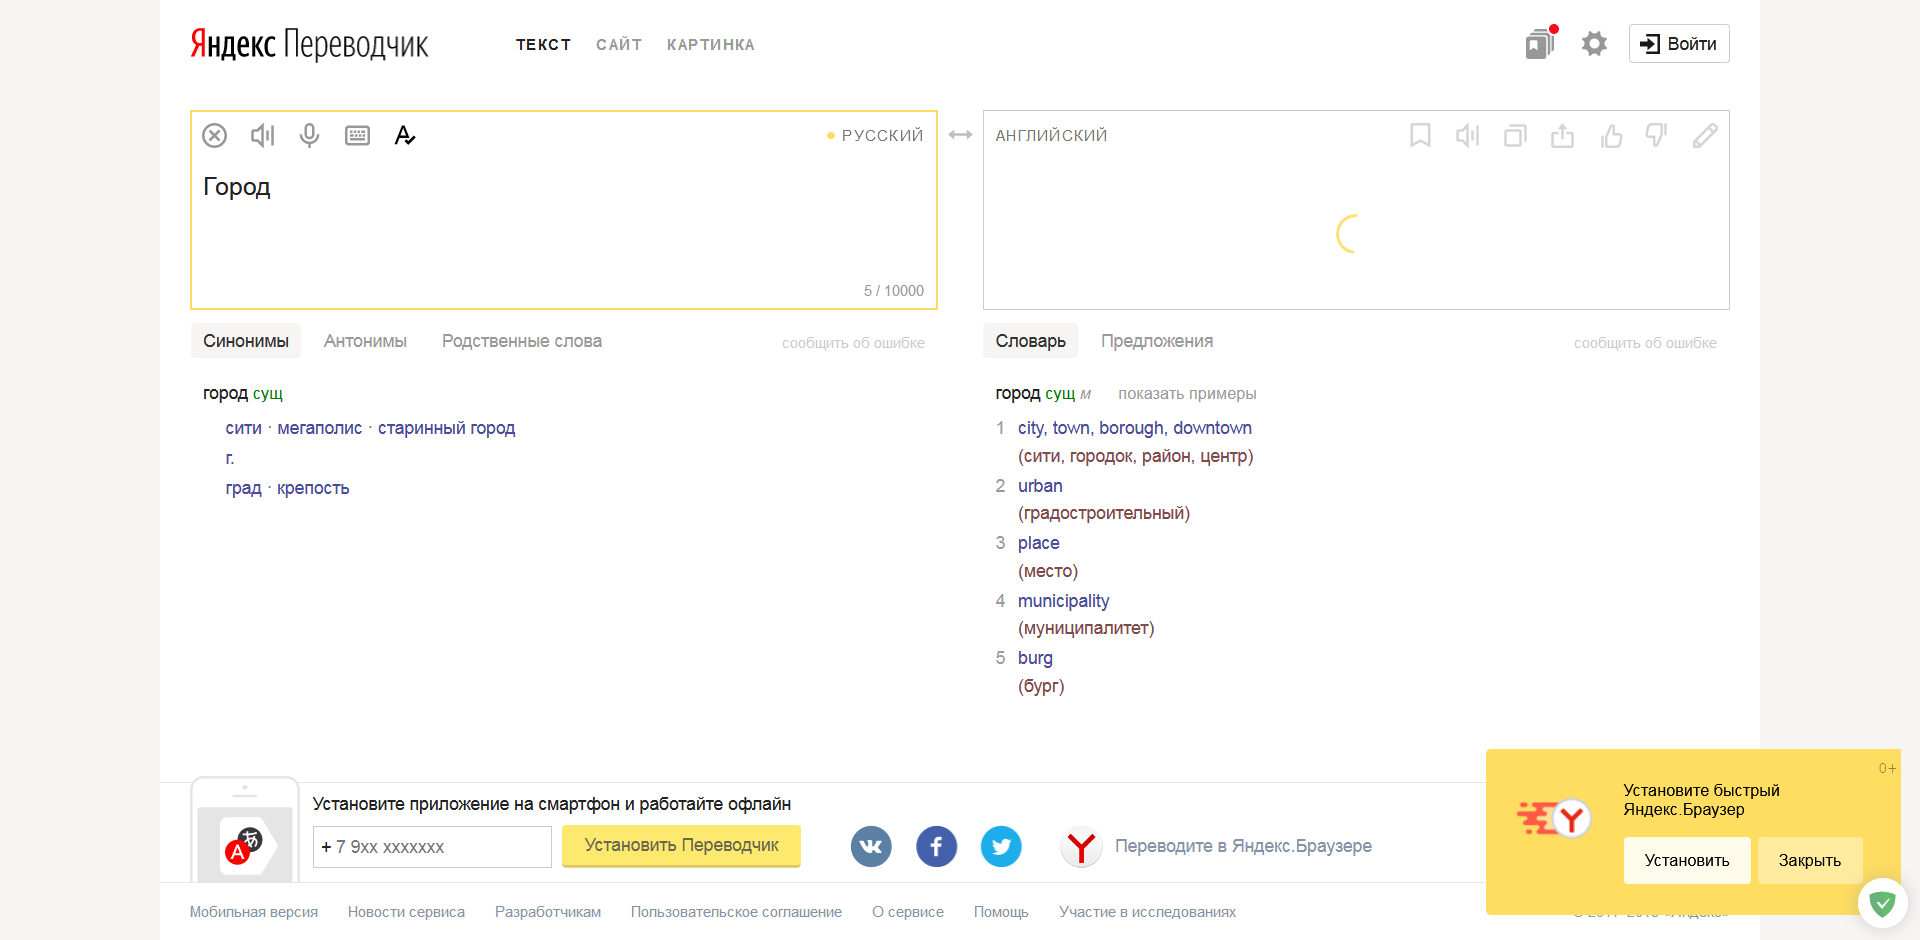 Яндекс Переводчик
ТЕКСТ САЙТ КАРТИНКА
Войти
РУССКИЙ
АНГЛИЙСКИЙ
Город
5 / 10000
Синонимы Антонимы Родственные слова сообщить об ошибке
Словарь Предложения сообщить об ошибке
город сущ
сити · мегаполис · старинный город
г.
град · крепость
город сущ м показать примеры
1 city, town, borough, downtown
(сити, городок, район, центр)
2 urban
(градостроительный)
3 place
(место)
4 municipality
(муниципалитет)
5 burg
(бург)
Установите приложение на смартфон и работайте офлайн
+ 7 9xx xxxxxxx
Установить Переводчик
Переводите в Яндекс.Браузере
0+
Установите быстрый
Яндекс.Браузер
Установить Закрыть
Мобильная версия Новости сервиса Разработчикам Пользовательское соглашение О сервисе Помощь Участие в исследованиях